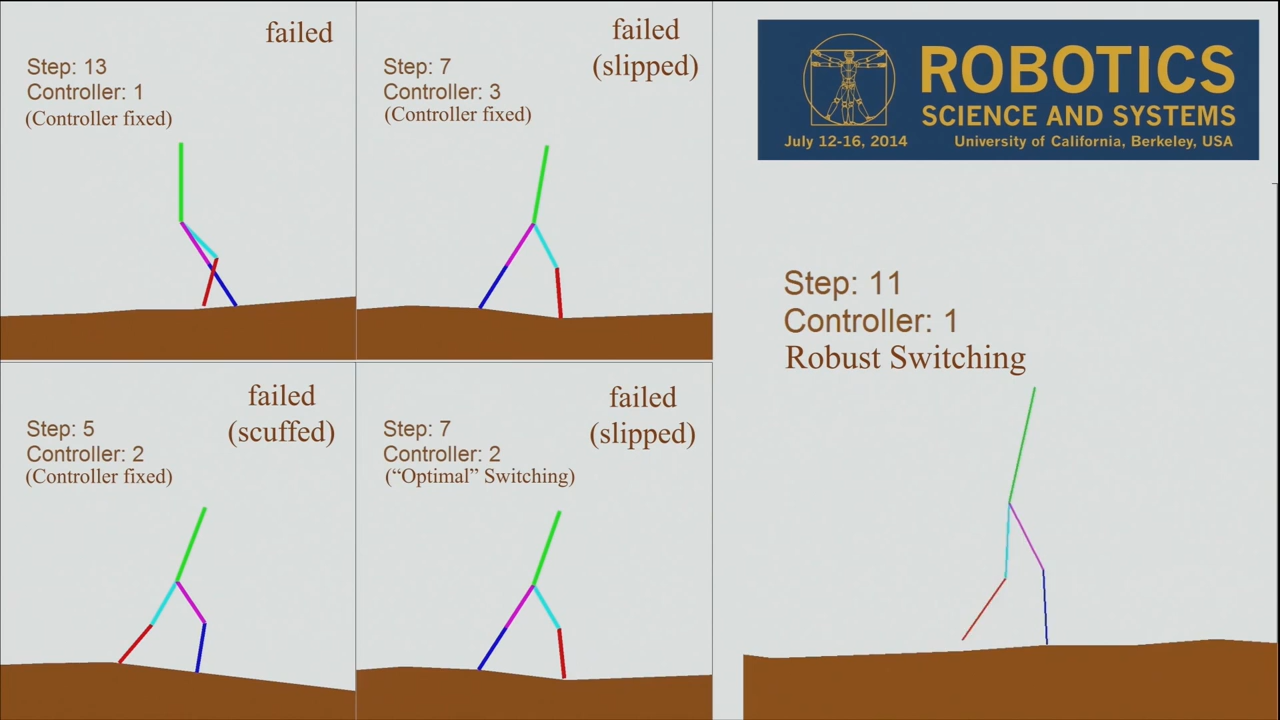 failed
Step: 13
Controller: 1
(Controller fixed)
failed
(slipped)
Step: 7
Controller: 3
(Controller fixed)
failed
(scuffed)
Step: 5
Controller: 2
(Controller fixed)
failed
(slipped)
Step: 7
Controller: 2
(“Optimal” Switching)
ROBOTICS
SCIENCE AND SYSTEMS
July 12-16, 2014 University of California, Berkeley, USA
Step: 11
Controller: 1
Robust Switching